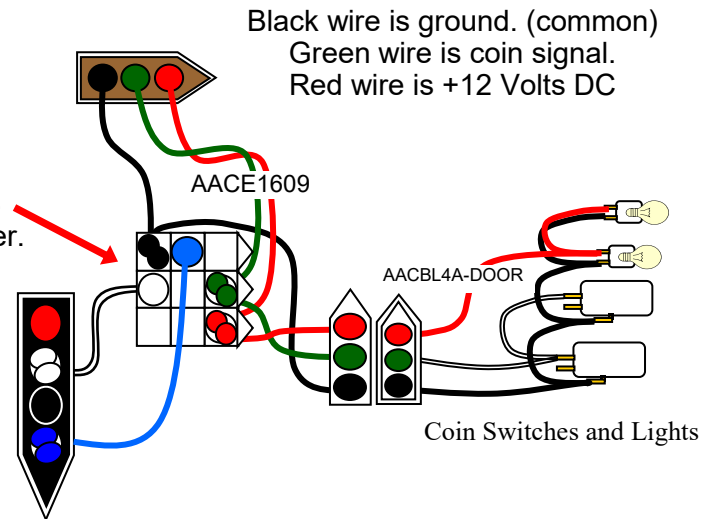 Black wire is ground. (common)
Green wire is coin signal.
Red wire is +12 Volts DC
AACE1609
er.
AACBL4A-DOOR
Coin Switches and Lights